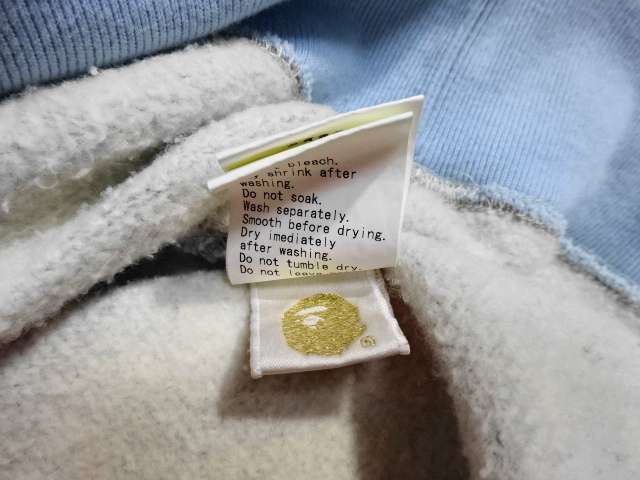 bleach.
shrink after
washing.
Do not soak.
Wash separately.
Smooth before drying.
Dry imediately
after washing.
Do not tumble dry.
Do not leave